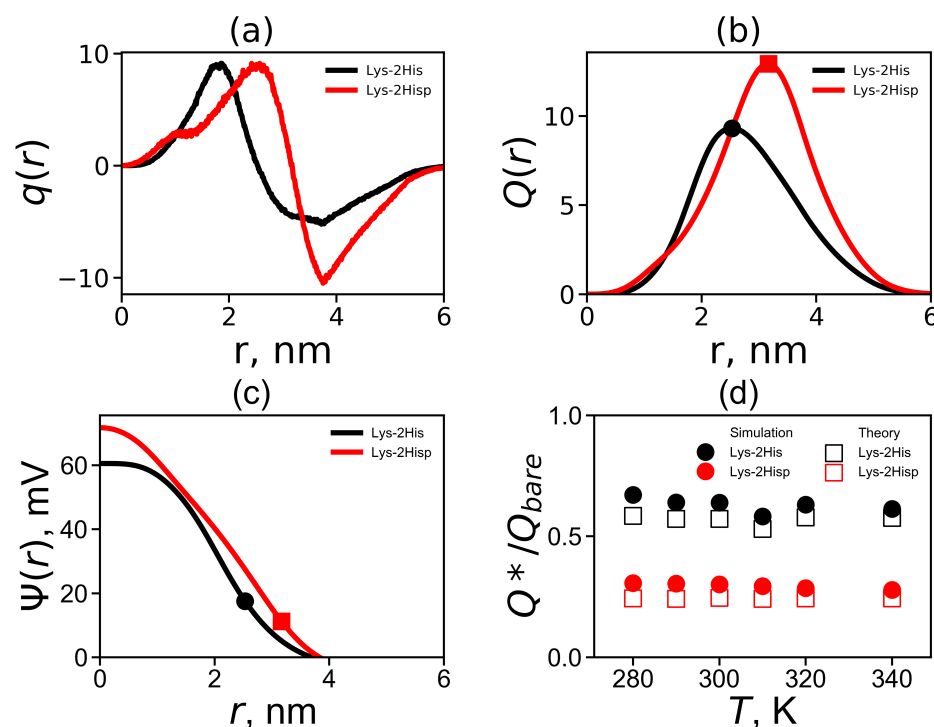 (a)
10
0
−10
q(r)
Lys-2His
Lys-2Hisp
0 2 4 6
r, nm
(b)
10
5
0
Q(r)
Lys-2His
Lys-2Hisp
0 2 4 6
r, nm
(c)
60
40
20
0
Ψ(r), mV
Lys-2His
Lys-2Hisp
0 2 4 6
r, nm
(d)
1.0
0.5
0.0
Q*/Qbare
Simulation Theory
Lys-2His Lys-2His
Lys-2Hisp Lys-2Hisp
280 300 320 340
T, K